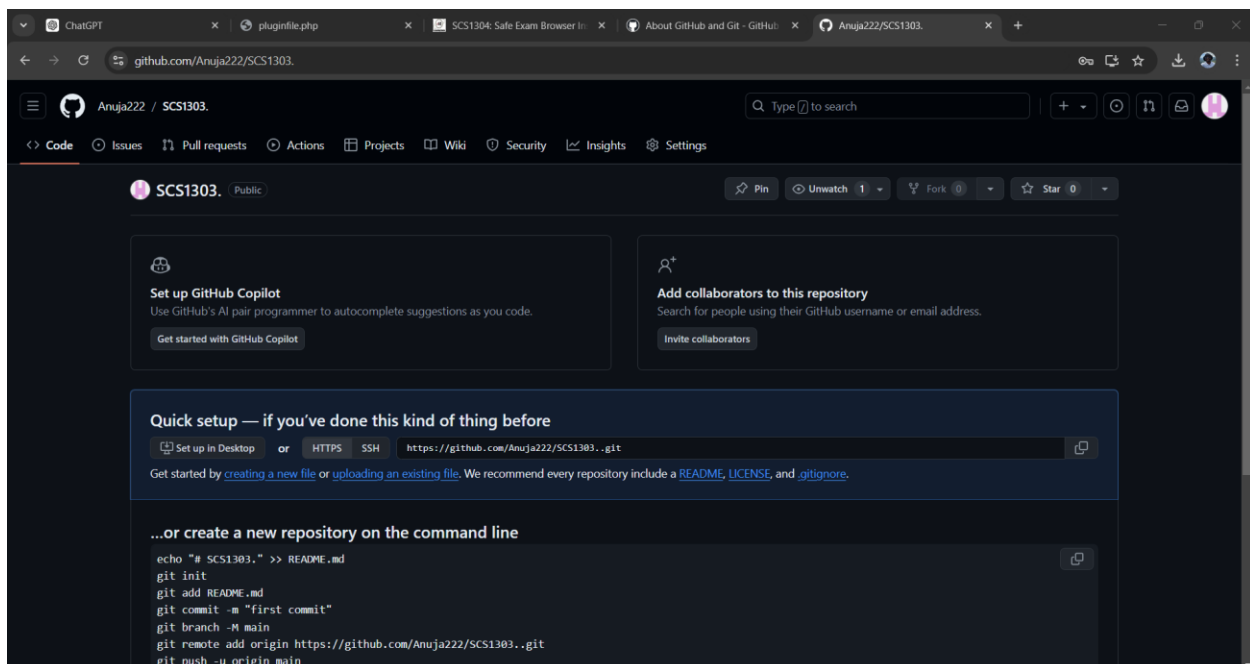 ChatGPT
pluginfile.php
SCS1304: Safe Exam Browser In
About GitHub and Git - GitHub
Anuja222/SCS1303.
github.com/Anuja222/SCS1303.
Anuja222 / SCS1303.
Type / to search
Code Issues Pull requests Actions Projects Wiki Security Insights Settings
SCS1303. Public
Pin Unwatch 1 Fork 0 Star 0
Set up GitHub Copilot
Use GitHub's AI pair programmer to autocomplete suggestions as you code.
Get started with GitHub Copilot
Add collaborators to this repository
Search for people using their GitHub username or email address.
Invite collaborators
Quick setup — if you've done this kind of thing before
Set up in Desktop or HTTPS SSH https://github.com/Anuja222/SCS1303..git
Get started by creating a new file or uploading an existing file. We recommend every repository include a README, LICENSE, and .gitignore.
...or create a new repository on the command line
echo "# SCS1303." >> README.md
git init
git add README.md
git commit -m "first commit"
git branch -M main
git remote add origin https://github.com/Anuja222/SCS1303..git
git push -u origin main